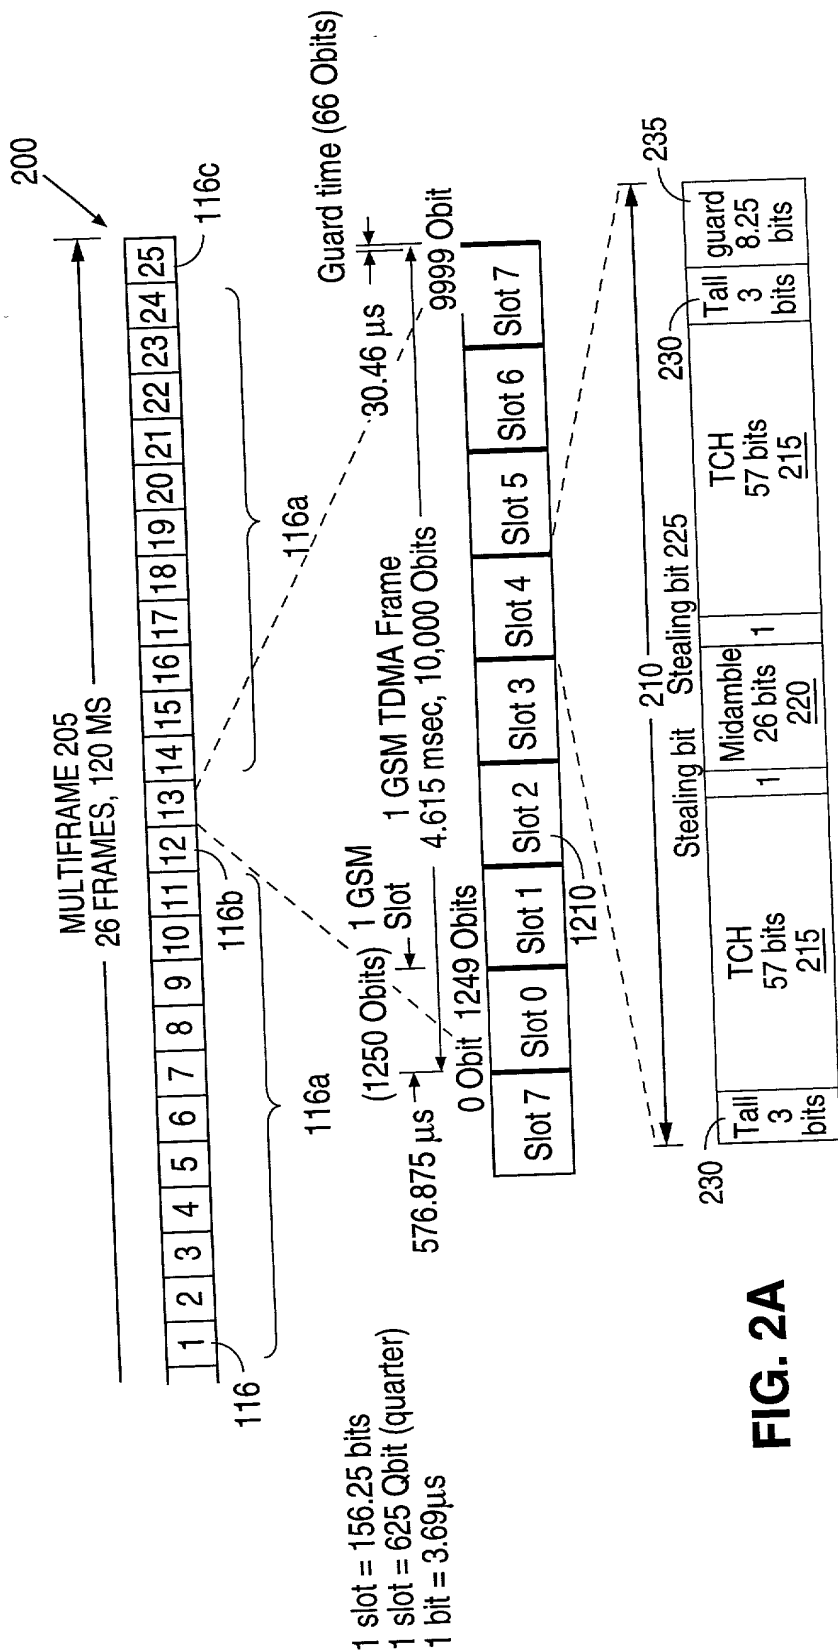 200
MULTIFRAME 205
26 FRAMES, 120 MS
1 2 3 4 5 6 7 8 9 10 11 12 13 14 15 16 17 18 19 20 21 22 23 24 25
116
116a
116b
116a
116c
1 slot = 156.25 bits
1 slot = 625 Qbit (quarter)
1 bit = 3.69µs
576.875 µs
(1250 Obits)
1 GSM
Slot
1 GSM TDMA Frame
4.615 msec, 10,000 Obits
30.46 µs
Guard time (66 Obits)
0 Obit
1249 Obits
9999 Obit
Slot 7 Slot 0 Slot 1 Slot 2 Slot 3 Slot 4 Slot 5 Slot 6 Slot 7
1210
210
Stealing bit
Stealing bit 225
230
230
235
Tall
3
bits
TCH
57 bits
215
1
Midamble
26 bits
220
1
TCH
57 bits
215
Tall
3
bits
guard
8.25
bits
FIG. 2A